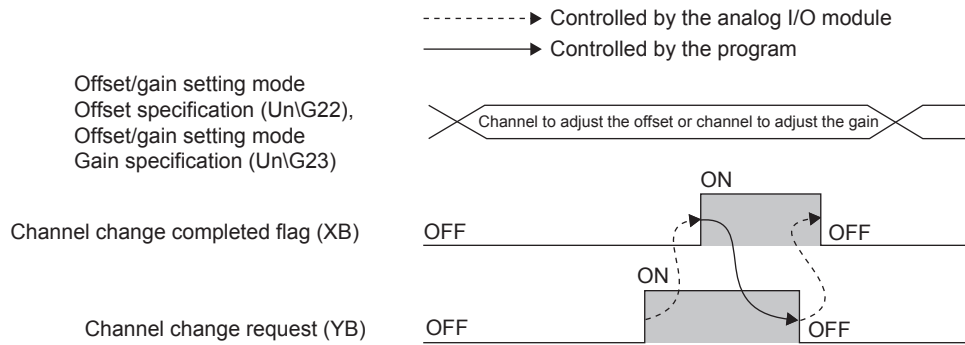 Controlled by the analog I/O module
Controlled by the program
Offset/gain setting mode
Offset specification (Un\G22),
Offset/gain setting mode
Gain specification (Un\G23)
Channel to adjust the offset or channel to adjust the gain
ON
Channel change completed flag (XB)
OFF
OFF
ON
Channel change request (YB)
OFF
OFF